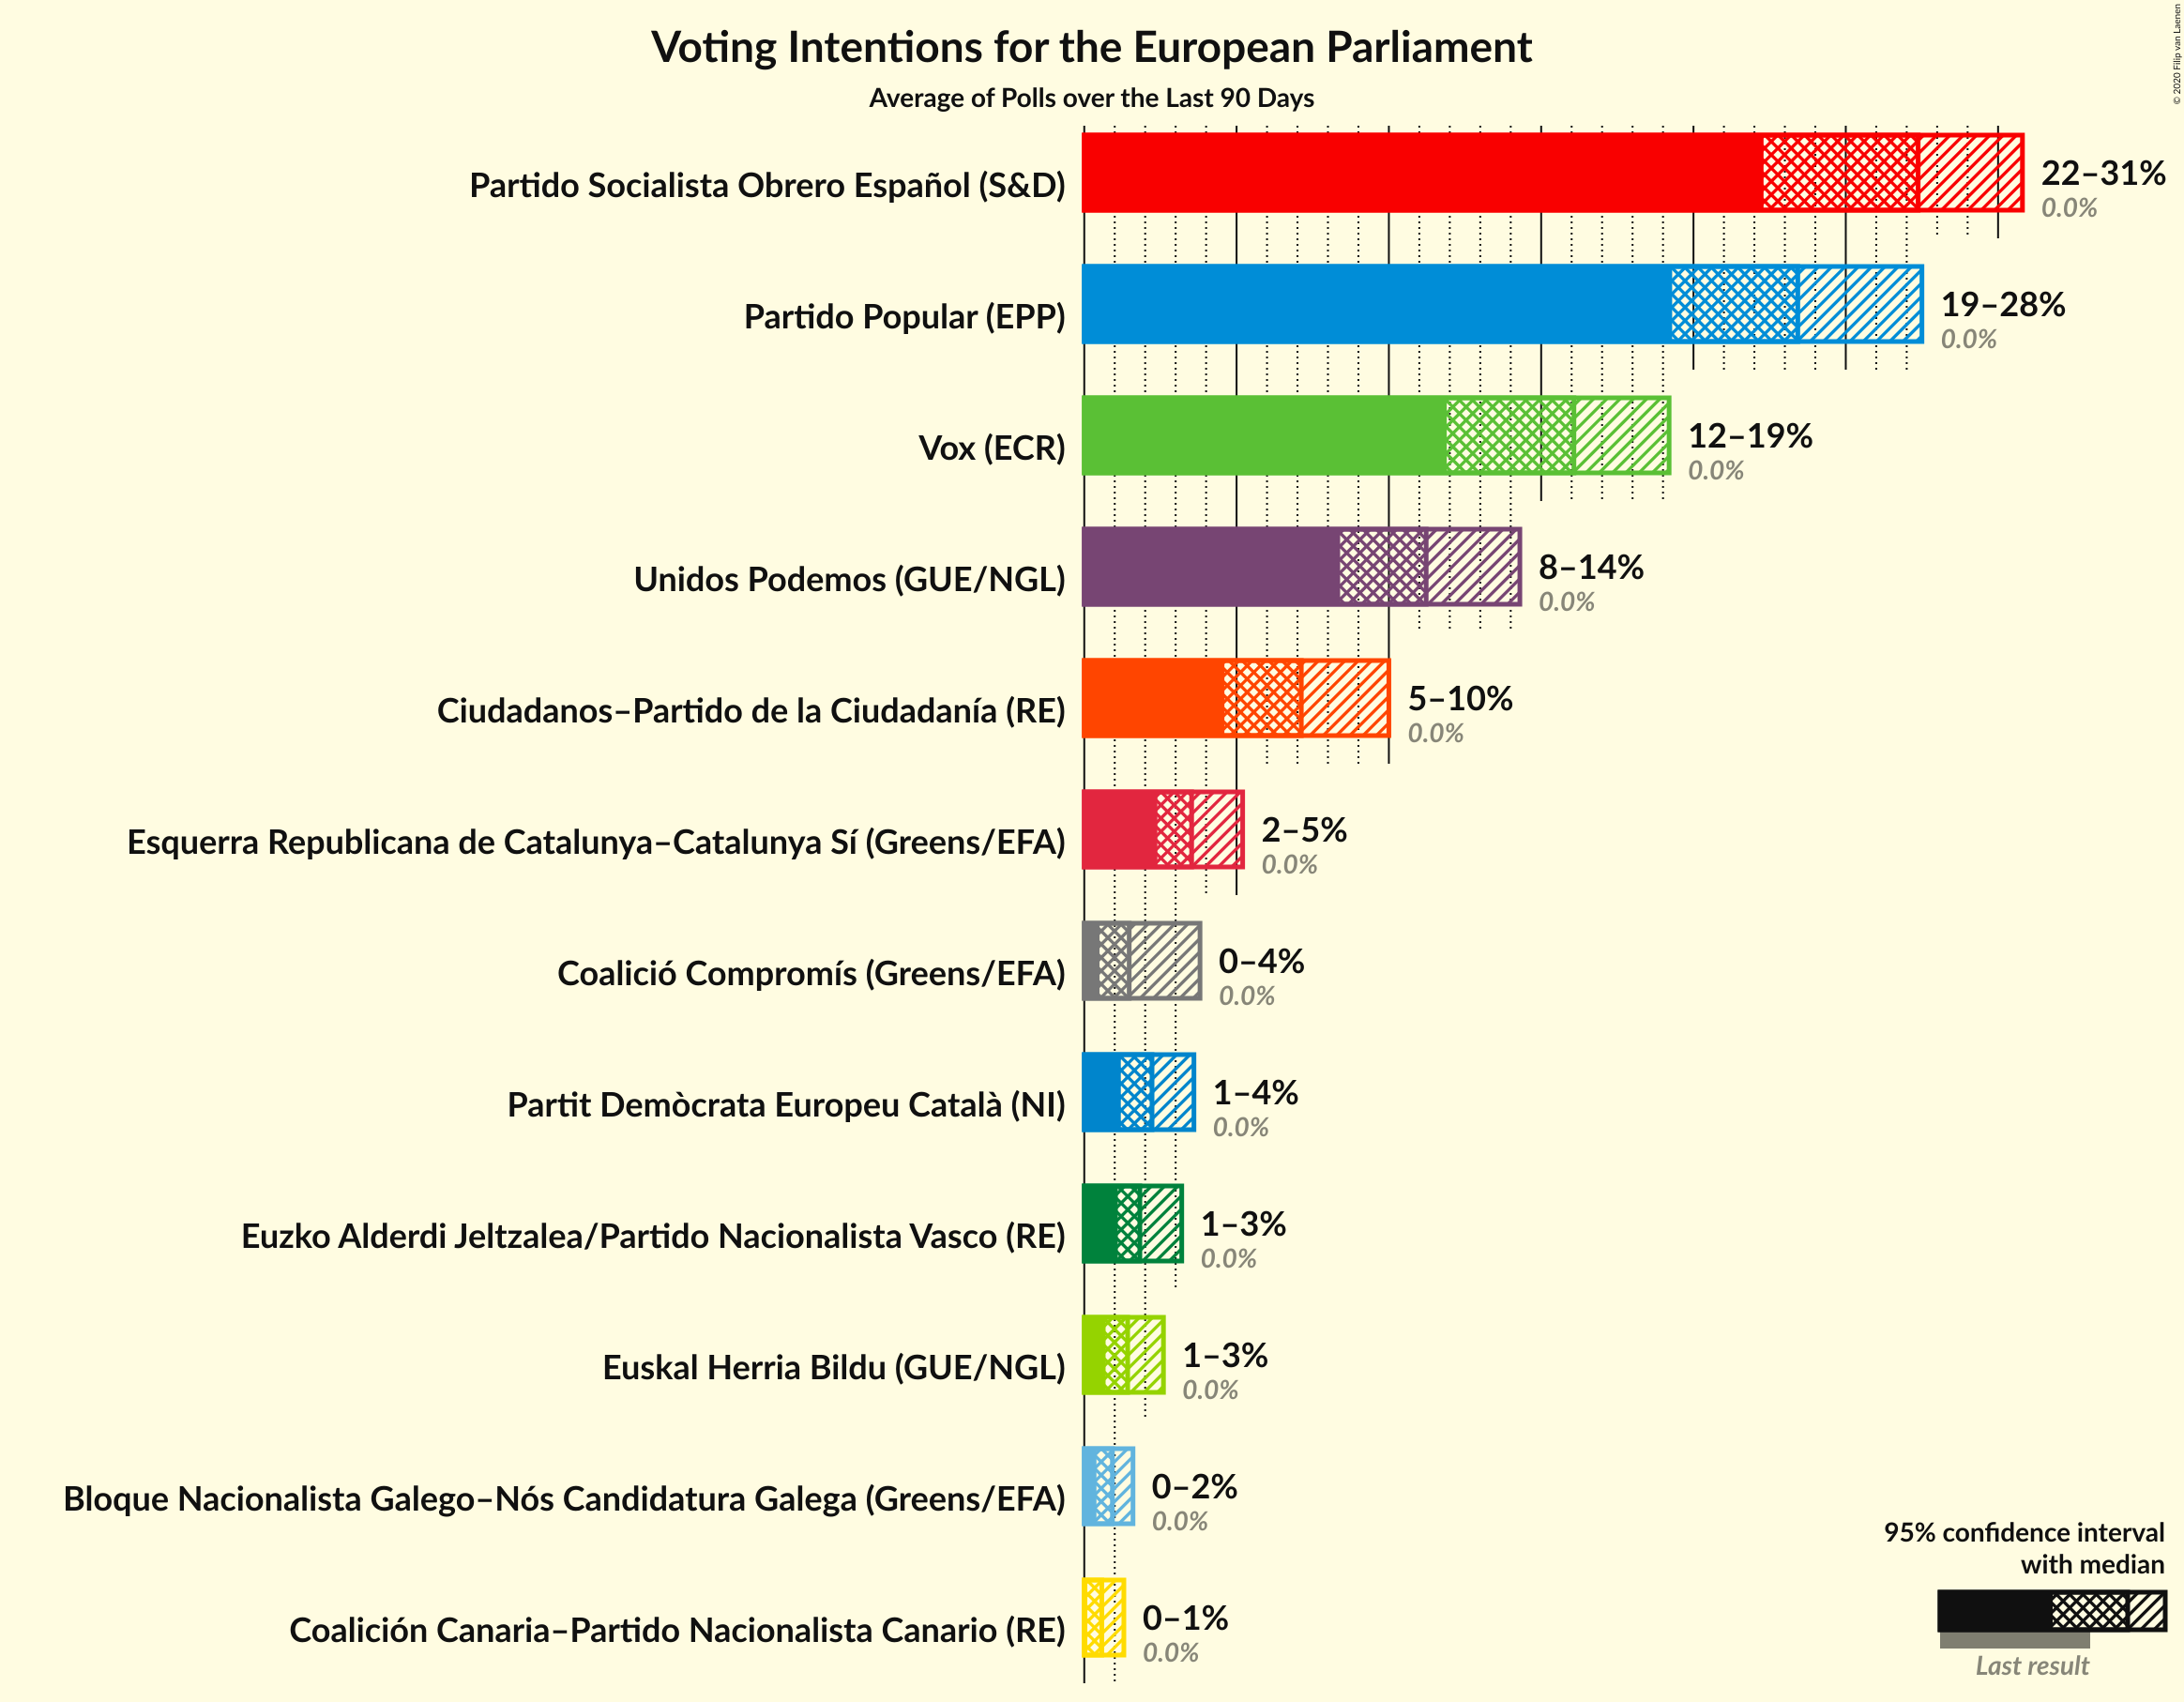 Voting Intentions for the European Parliament
Average of Polls over the Last 90 Days
© 2020 Filip van Laenen
Partido Socialista Obrero Español (S&D)
22–31%
0.0%
Partido Popular (EPP)
19–28%
0.0%
Vox (ECR)
12–19%
0.0%
Unidos Podemos (GUE/NGL)
8–14%
0.0%
Ciudadanos–Partido de la Ciudadanía (RE)
5–10%
0.0%
Esquerra Republicana de Catalunya–Catalunya Sí (Greens/EFA)
2–5%
0.0%
Coalició Compromís (Greens/EFA)
0–4%
0.0%
Partit Demòcrata Europeu Català (NI)
1–4%
0.0%
Euzko Alderdi Jeltzalea/Partido Nacionalista Vasco (RE)
1–3%
0.0%
Euskal Herria Bildu (GUE/NGL)
1–3%
0.0%
Bloque Nacionalista Galego–Nós Candidatura Galega (Greens/EFA)
0–2%
0.0%
Coalición Canaria–Partido Nacionalista Canario (RE)
0–1%
0.0%
95% confidence interval
with median
Last result